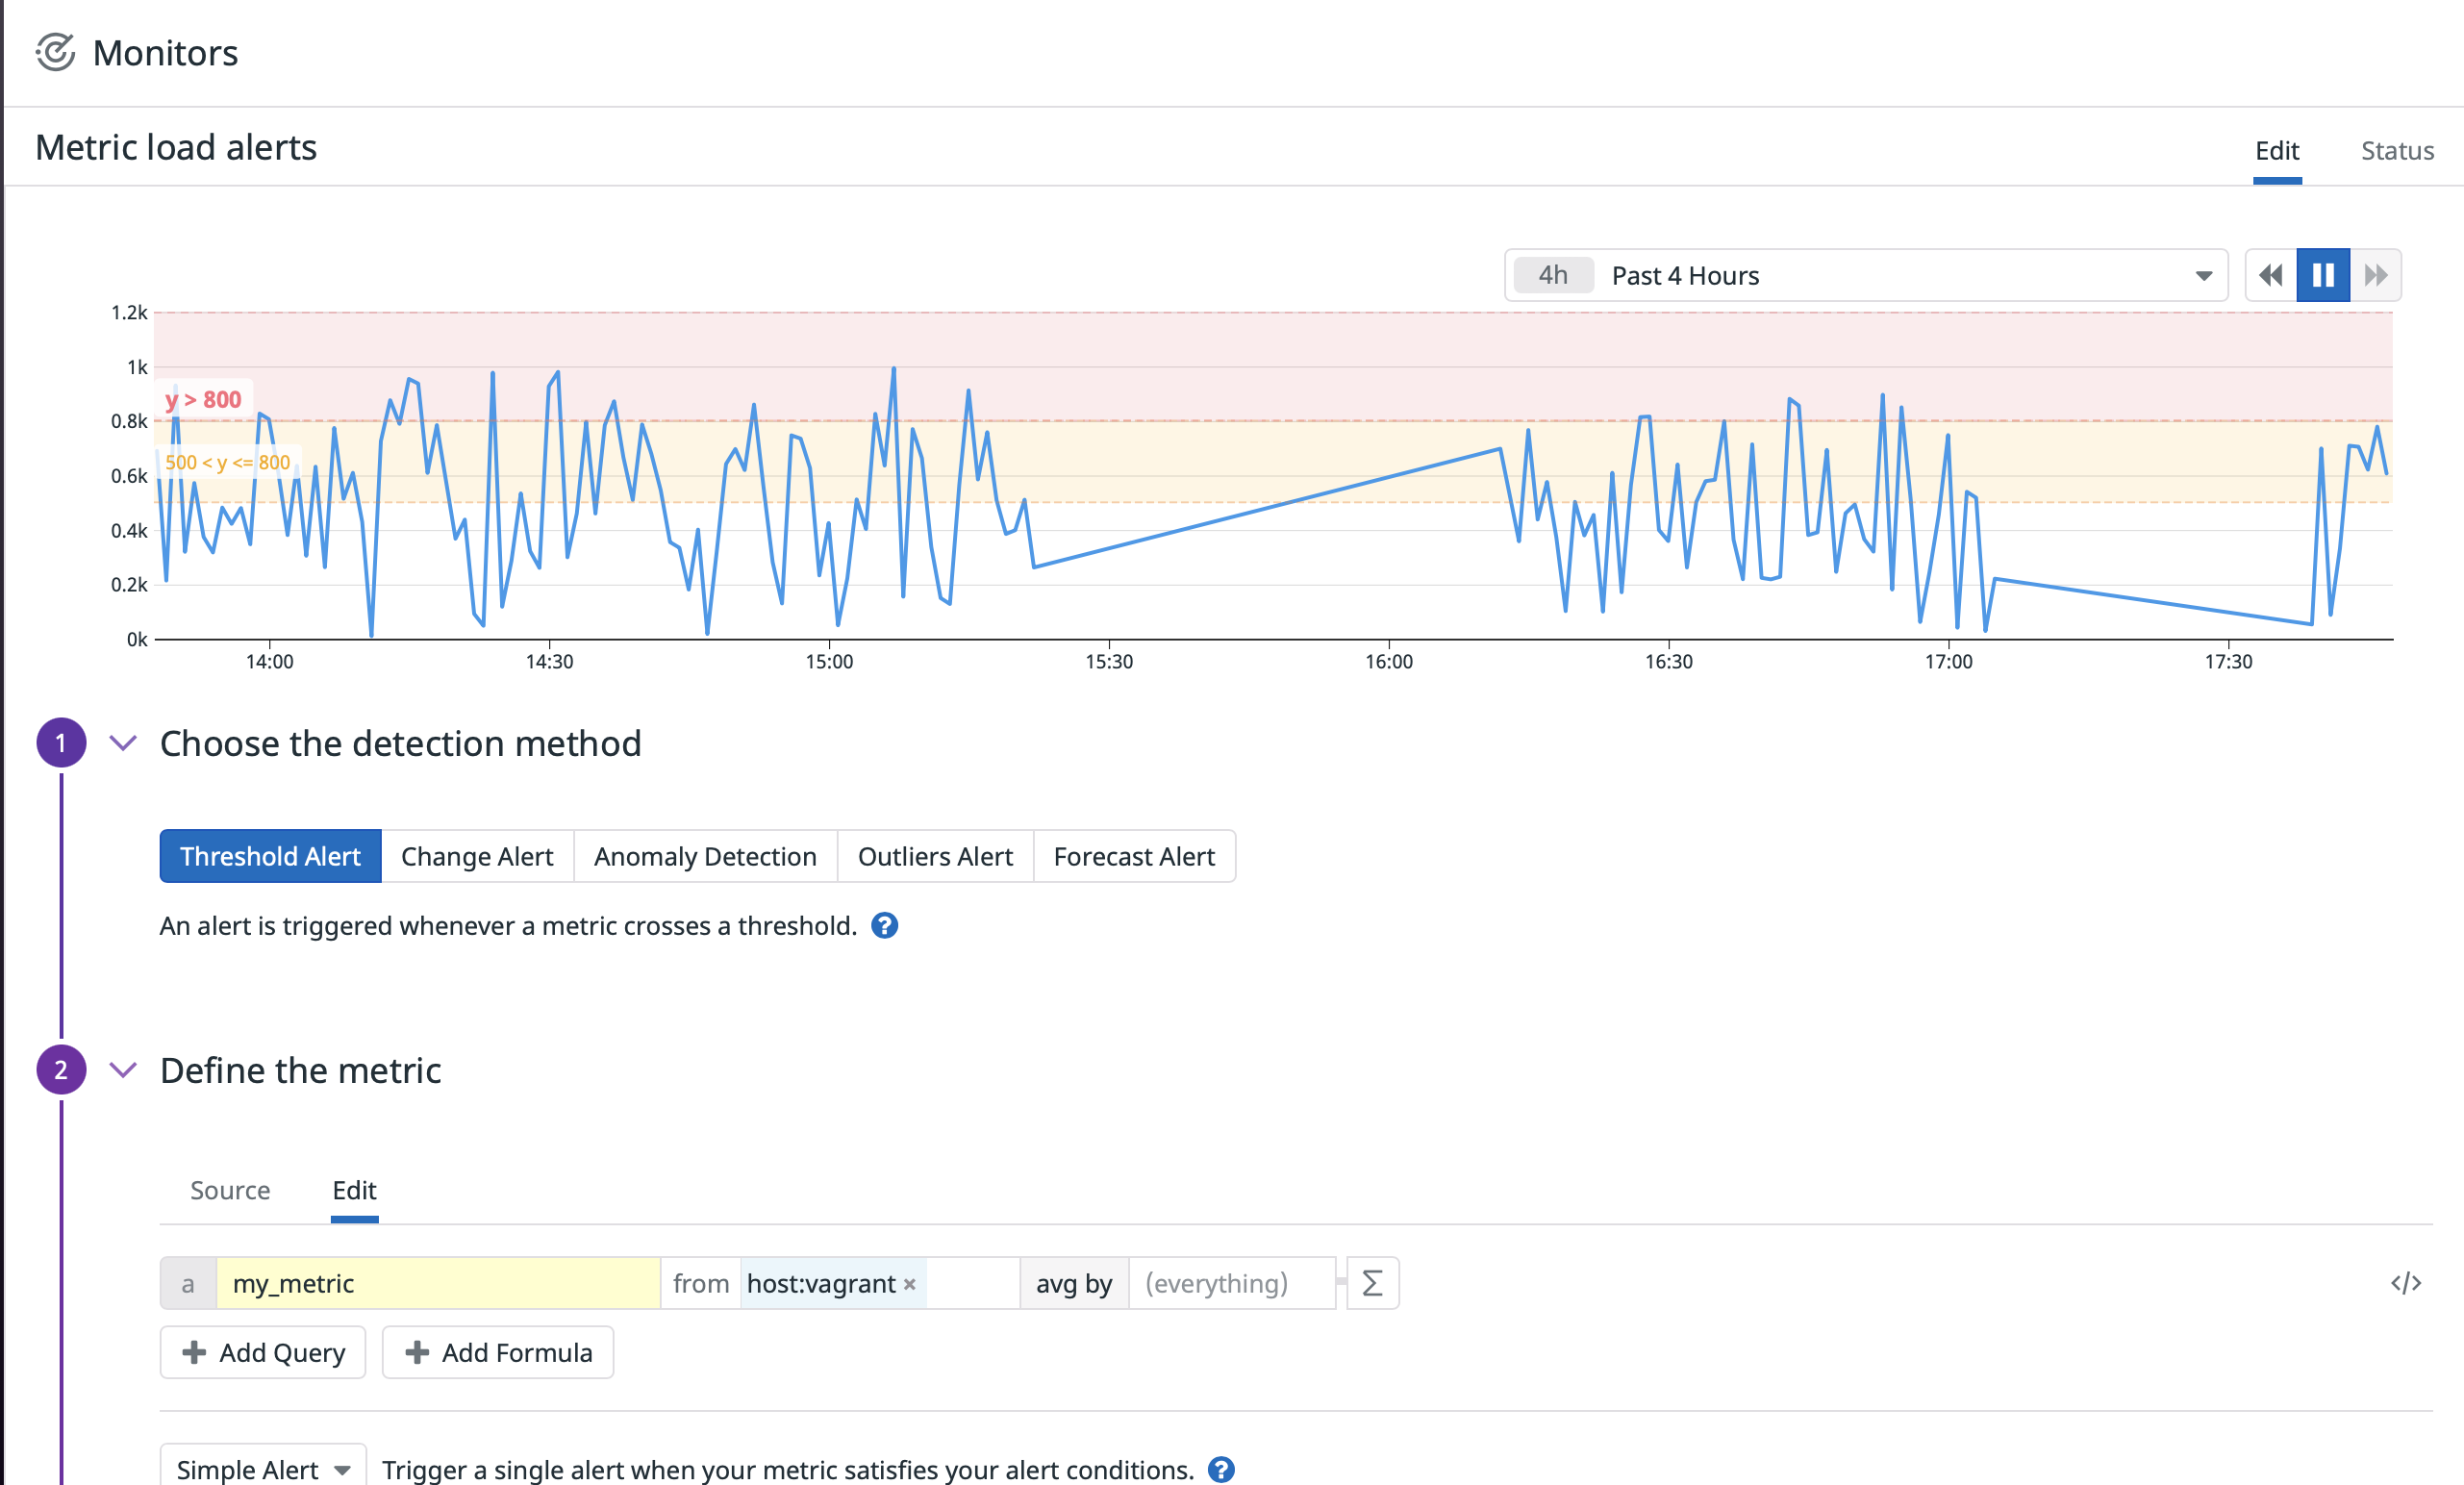 Monitors
Metric load alerts
Edit Status
4h Past 4 Hours
1.2k
1k
y > 800
0.8k
500 < y <= 800
0.6k
0.4k
0.2k
0k
14:00 14:30 15:00 15:30 16:00 16:30 17:00 17:30
1 Choose the detection method
Threshold Alert Change Alert Anomaly Detection Outliers Alert Forecast Alert
An alert is triggered whenever a metric crosses a threshold. ?
2 Define the metric
Source Edit
a my_metric from host:vagrant × avg by (everything) Σ </>
+ Add Query + Add Formula
Simple Alert Trigger a single alert when your metric satisfies your alert conditions. ?